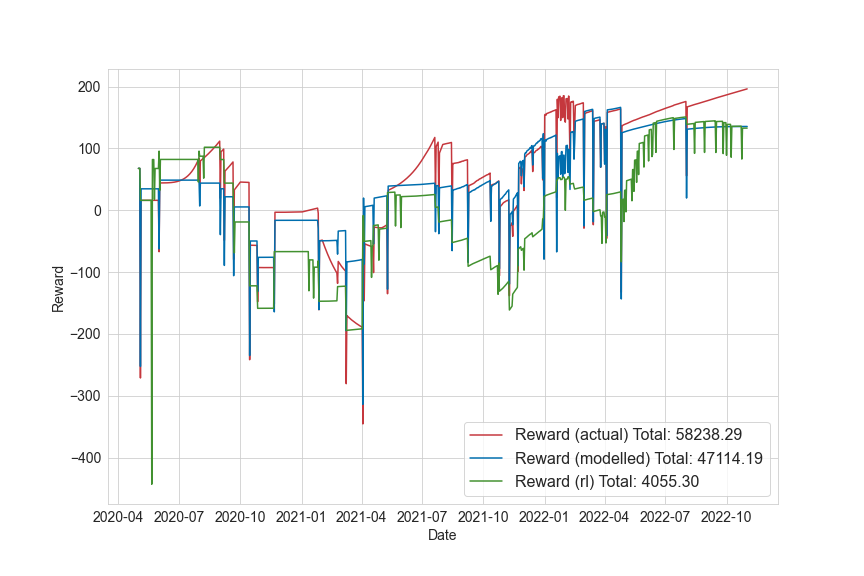 200
100
0
−100
−200
−300
−400
Reward
Reward (actual) Total: 58238.29
Reward (modelled) Total: 47114.19
Reward (rl) Total: 4055.30
2020-04 2020-07 2020-10 2021-01 2021-04 2021-07 2021-10 2022-01 2022-04 2022-07 2022-10
Date